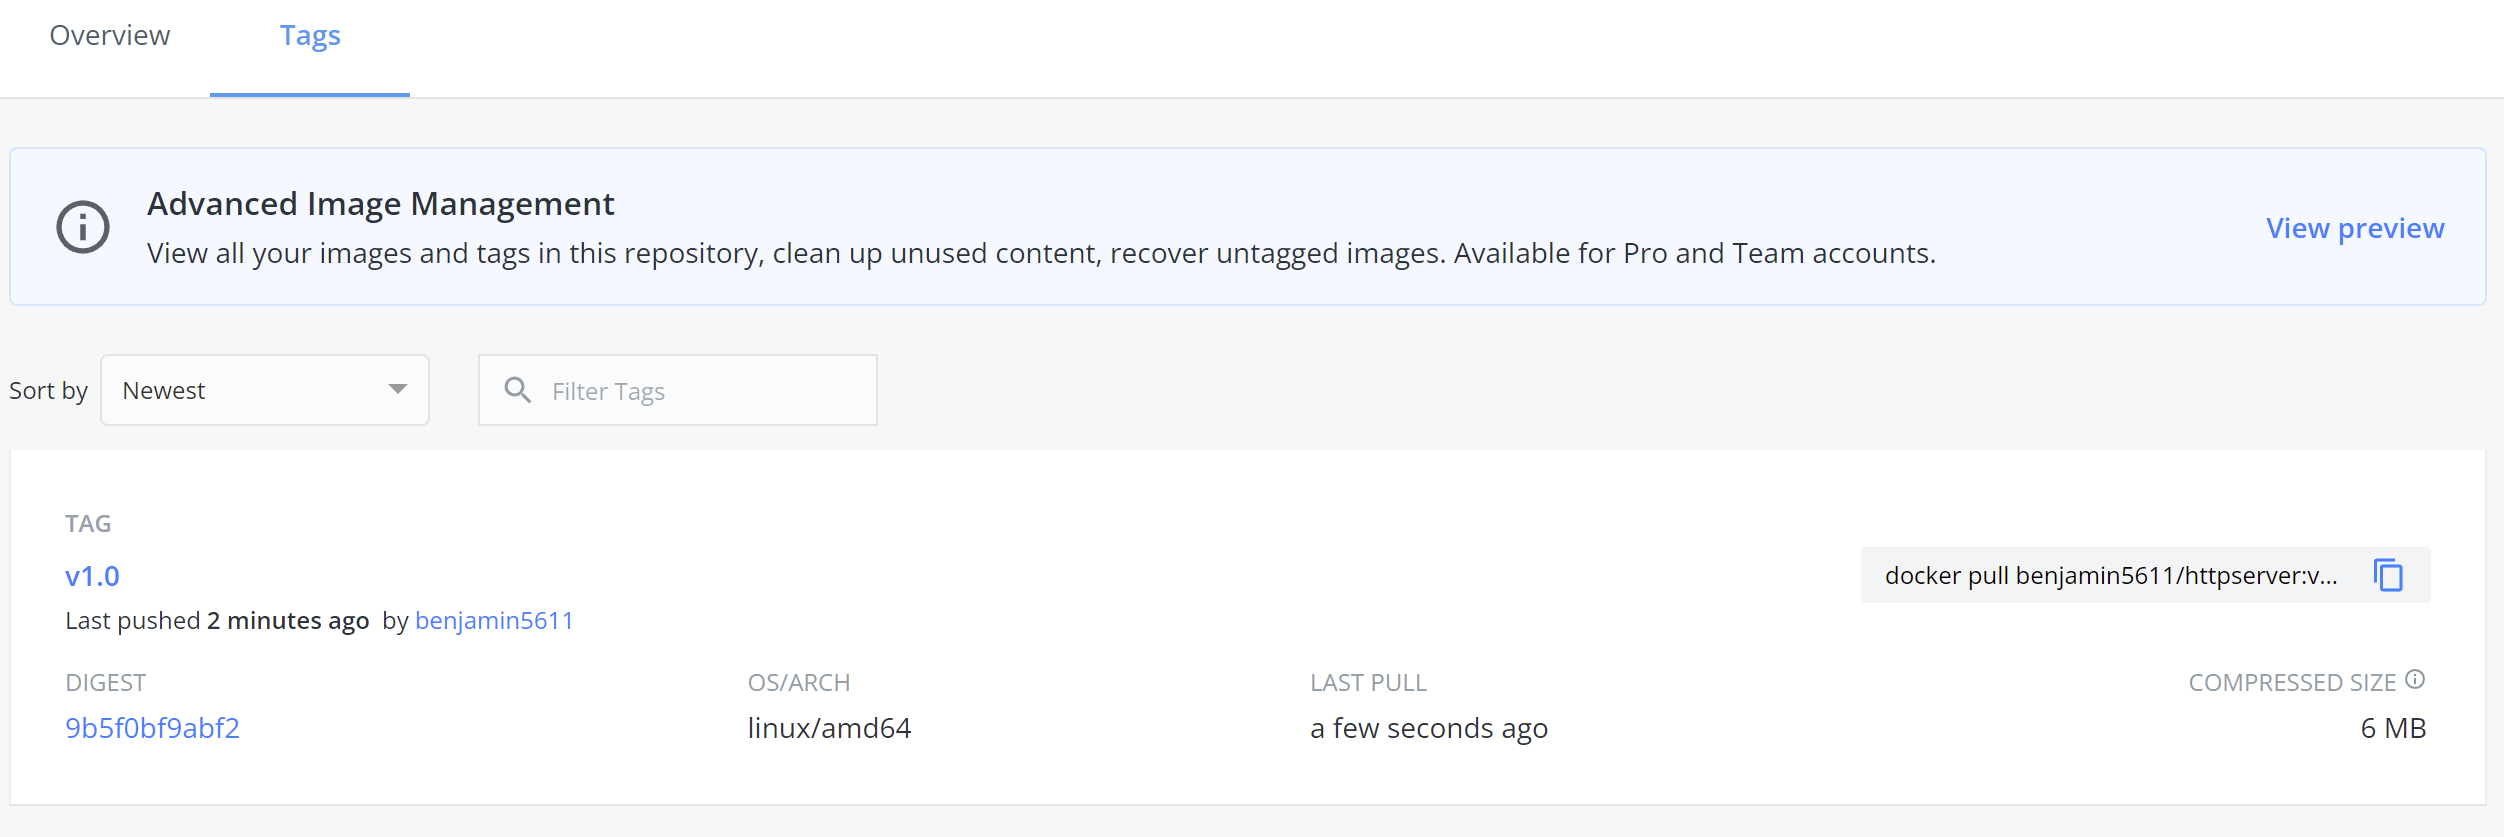 Overview Tags
Advanced Image Management
View all your images and tags in this repository, clean up unused content, recover untagged images. Available for Pro and Team accounts.
View preview
Sort by Newest Filter Tags
TAG
v1.0
docker pull benjamin5611/httpserver:v...
Last pushed 2 minutes ago by benjamin5611
DIGEST OS/ARCH LAST PULL COMPRESSED SIZE
9b5f0bf9abf2 linux/amd64 a few seconds ago 6 MB